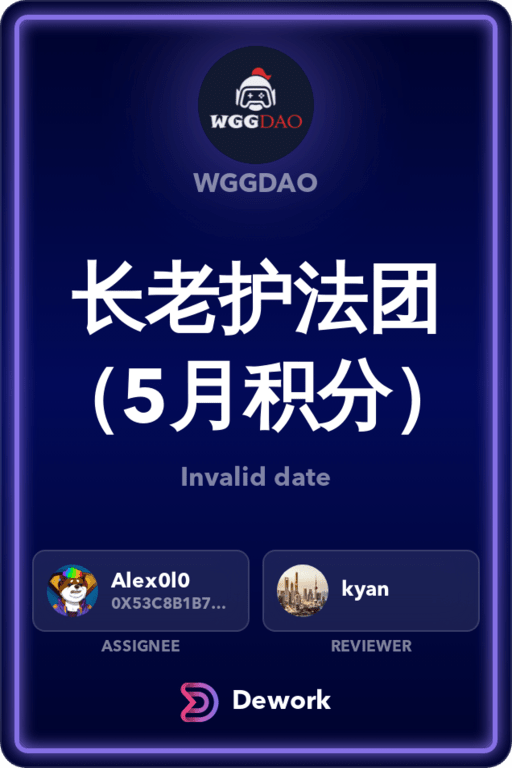 WGGDAO
WGGDAO
长老护法团
（5月积分）
Invalid date
Alex0l0
0X53C8B1B7...
kyan
ASSIGNEE
REVIEWER
Dework